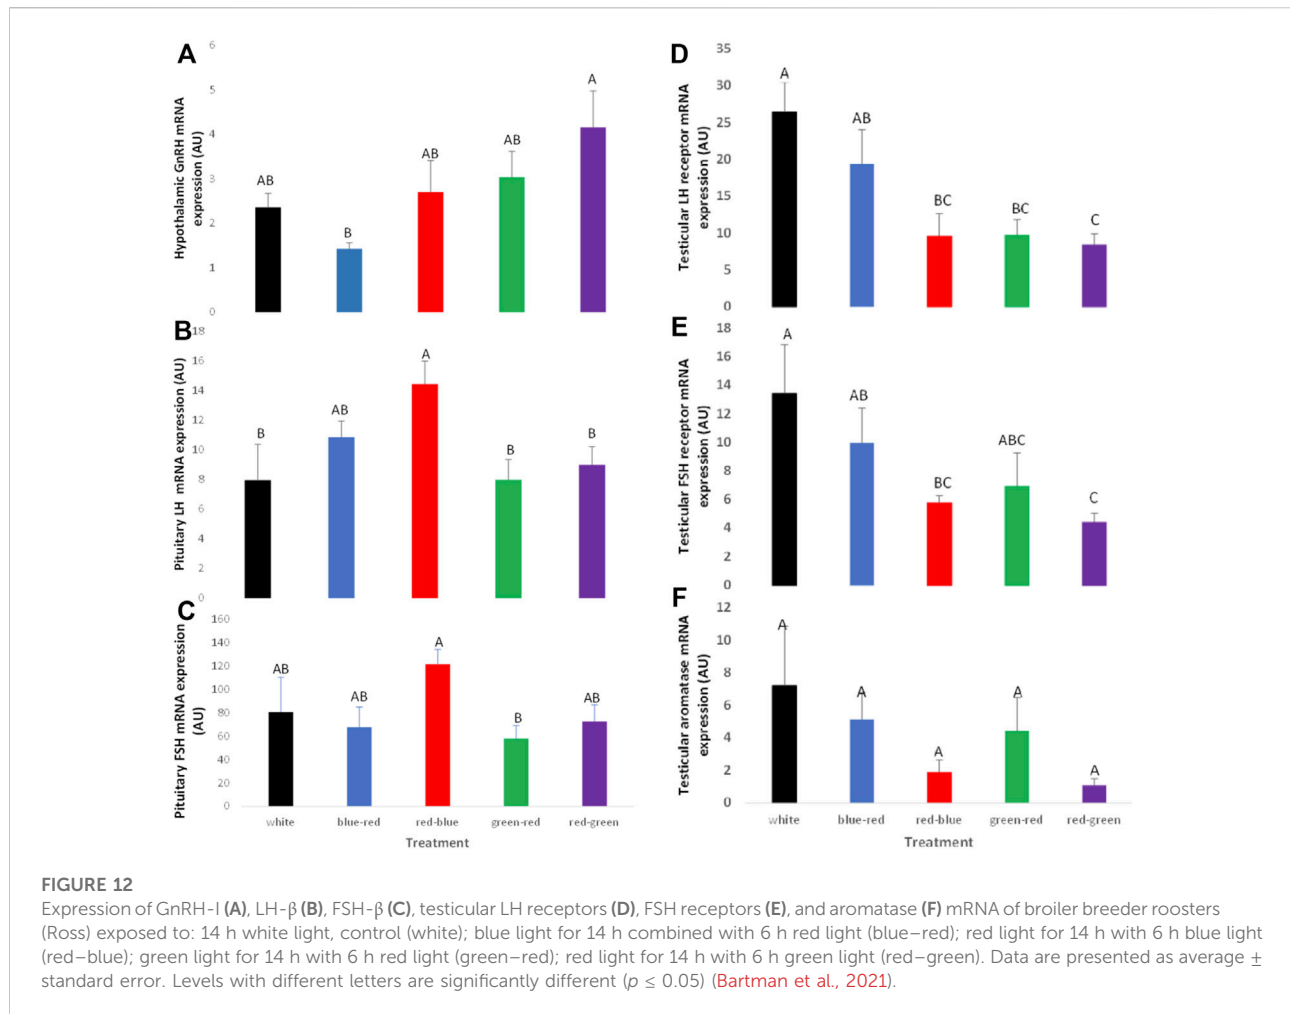 A
Hypothalamic GnRH mRNA
expression (AU)
6
5
4
3
2
1
0
AB
B
AB
AB
A
B
Pituitary LH mRNA expression (AU)
18
16
14
12
10
8
6
4
2
0
B
AB
A
B
B
C
Pituitary FSH mRNA expression
(AU)
160
140
120
100
80
60
40
20
0
AB
AB
A
B
AB
white blue-red red-blue green-red red-green
Treatment
D
Testicular LH receptor mRNA
expression (AU)
35
30
25
20
15
10
5
0
A
AB
BC
BC
C
E
Testicular FSH receptor mRNA
expression (AU)
18
16
14
12
10
8
6
4
2
0
A
AB
BC
ABC
C
F
Testicular aromatase mRNA
expression (AU)
12
10
8
6
4
2
0
A
A
A
A
A
white blue-red red-blue green-red red-green
Treatment
FIGURE 12
Expression of GnRH-I (A), LH-β (B), FSH-β (C), testicular LH receptors (D), FSH receptors (E), and aromatase (F) mRNA of broiler breeder roosters
(Ross) exposed to: 14 h white light, control (white); blue light for 14 h combined with 6 h red light (blue–red); red light for 14 h with 6 h blue light
(red–blue); green light for 14 h with 6 h red light (green–red); red light for 14 h with 6 h green light (red–green). Data are presented as average ±
standard error. Levels with different letters are significantly different (p ≤ 0.05) (Bartman et al., 2021).